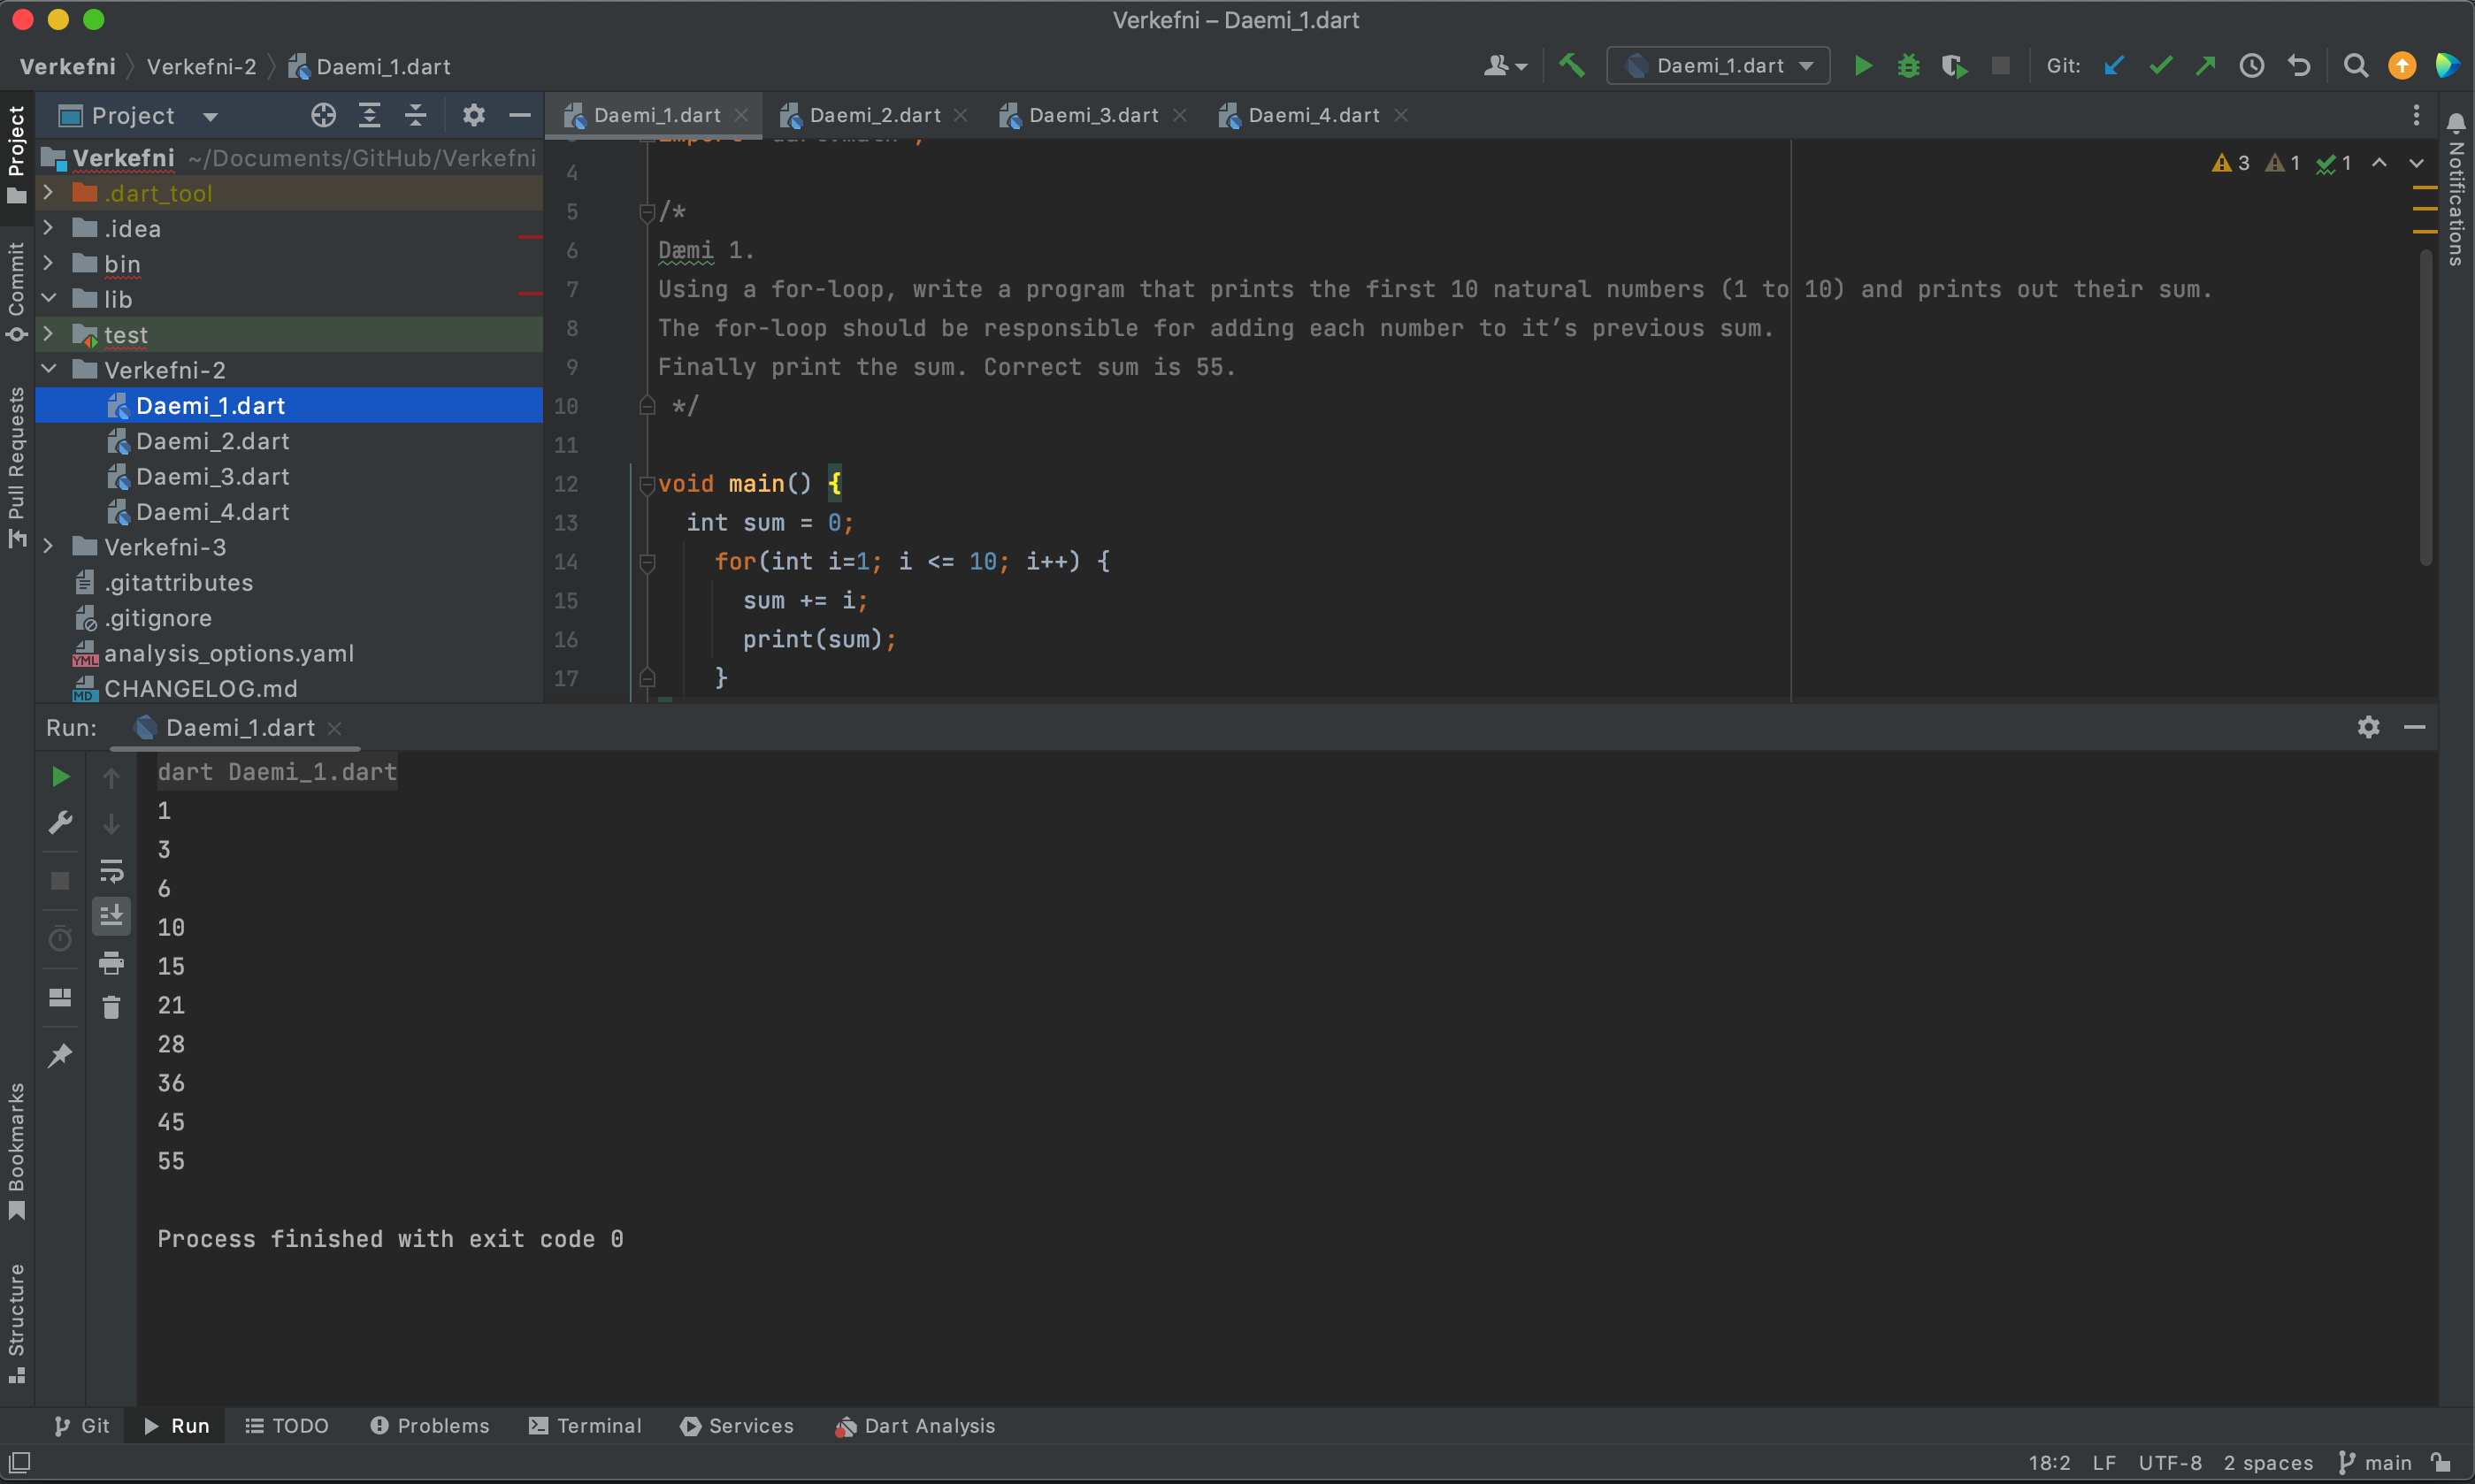 Verkefni – Daemi_1.dart
Verkefni Verkefni-2 Daemi_1.dart
Daemi_1.dart Git:
Project
Daemi_1.dart Daemi_2.dart Daemi_3.dart Daemi_4.dart
Project
Commit
Pull Requests
Bookmarks
Structure
Notifications
Verkefni ~/Documents/GitHub/Verkefni
.dart_tool
.idea
bin
lib
test
Verkefni-2
Daemi_1.dart
Daemi_2.dart
Daemi_3.dart
Daemi_4.dart
Verkefni-3
.gitattributes
.gitignore
YML analysis_options.yaml
MD CHANGELOG.md
3 1 1
4
5 /*
6 Dæmi 1.
7 Using a for-loop, write a program that prints the first 10 natural numbers (1 to 10) and prints out their sum.
8 The for-loop should be responsible for adding each number to it’s previous sum.
9 Finally print the sum. Correct sum is 55.
10 */
11
12 void main() {
13 int sum = 0;
14 for(int i=1; i <= 10; i++) {
15 sum += i;
16 print(sum);
17 }
Run: Daemi_1.dart
dart Daemi_1.dart
1
3
6
10
15
21
28
36
45
55
Process finished with exit code 0
Git Run TODO Problems Terminal Services Dart Analysis
18:2 LF UTF-8 2 spaces main